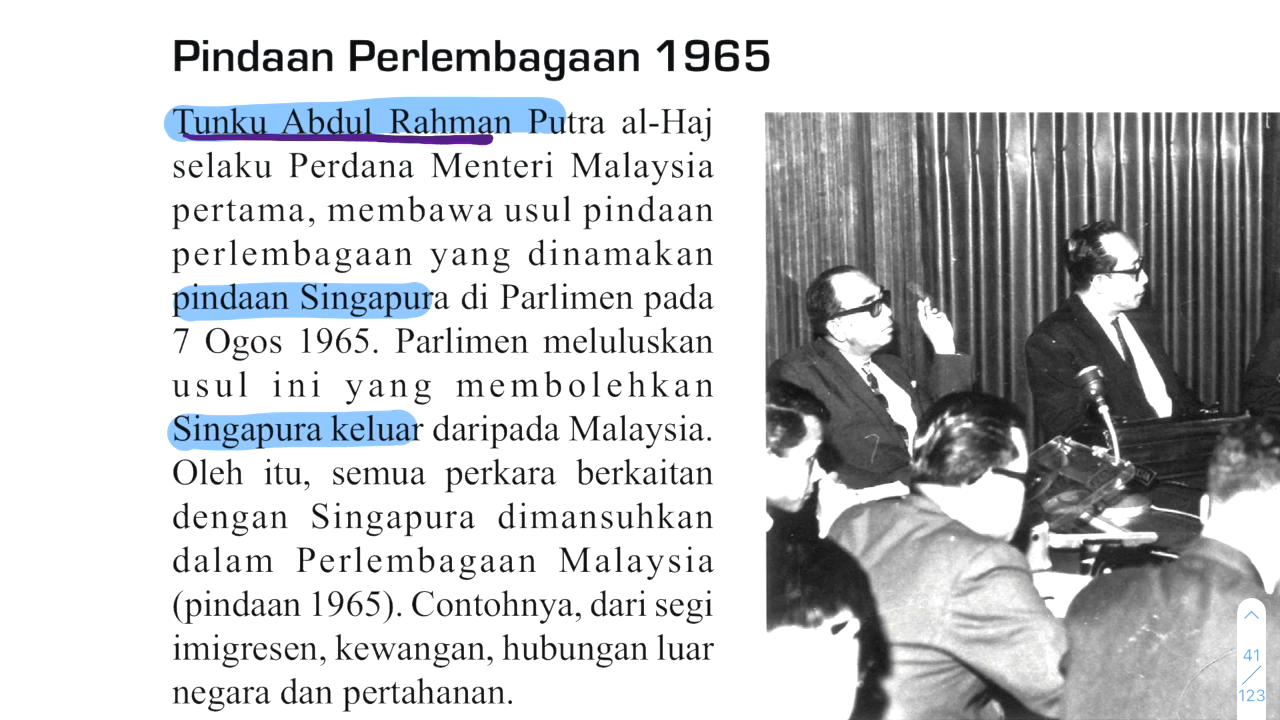 Pindaan Perlembagaan 1965
Tunku Abdul Rahman Putra al-Haj
selaku Perdana Menteri Malaysia
pertama, membawa usul pindaan
perlembagaan yang dinamakan
pindaan Singapura di Parlimen pada
7 Ogos 1965. Parlimen meluluskan
usul ini yang membolehkan
Singapura keluar daripada Malaysia.
Oleh itu, semua perkara berkaitan
dengan Singapura dimansuhkan
dalam Perlembagaan Malaysia
(pindaan 1965). Contohnya, dari segi
imigresen, kewangan, hubungan luar
negara dan pertahanan.
41
/
123